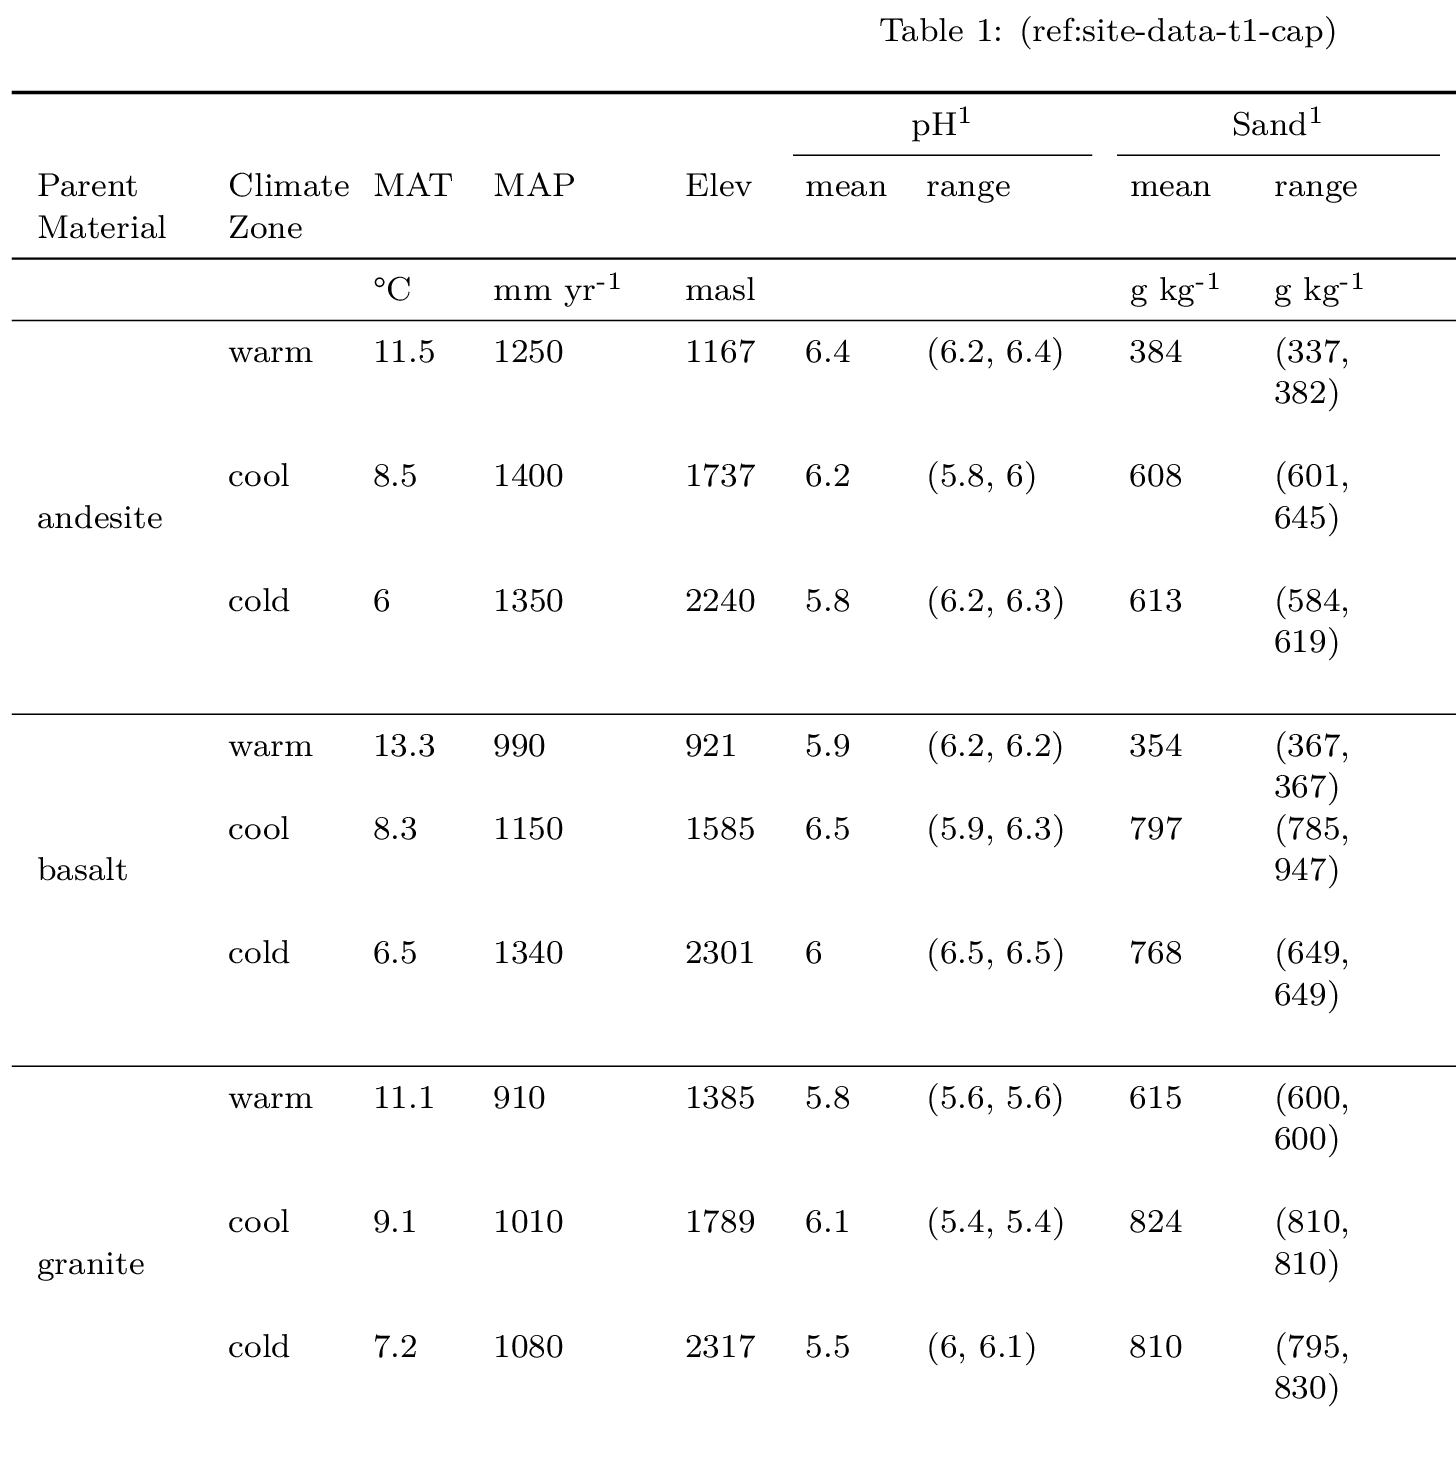 Table 1: (ref:site-data-t1-cap)
pH1 Sand1
Parent Climate MAT MAP Elev mean range mean range
Material Zone
°C mm yr-1 masl g kg-1 g kg-1
warm 11.5 1250 1167 6.4 (6.2, 6.4) 384 (337,
382)
cool 8.5 1400 1737 6.2 (5.8, 6) 608 (601,
andesite 645)
cold 6 1350 2240 5.8 (6.2, 6.3) 613 (584,
619)
warm 13.3 990 921 5.9 (6.2, 6.2) 354 (367,
367)
cool 8.3 1150 1585 6.5 (5.9, 6.3) 797 (785,
basalt 947)
cold 6.5 1340 2301 6 (6.5, 6.5) 768 (649,
649)
warm 11.1 910 1385 5.8 (5.6, 5.6) 615 (600,
600)
cool 9.1 1010 1789 6.1 (5.4, 5.4) 824 (810,
granite 810)
cold 7.2 1080 2317 5.5 (6, 6.1) 810 (795,
830)